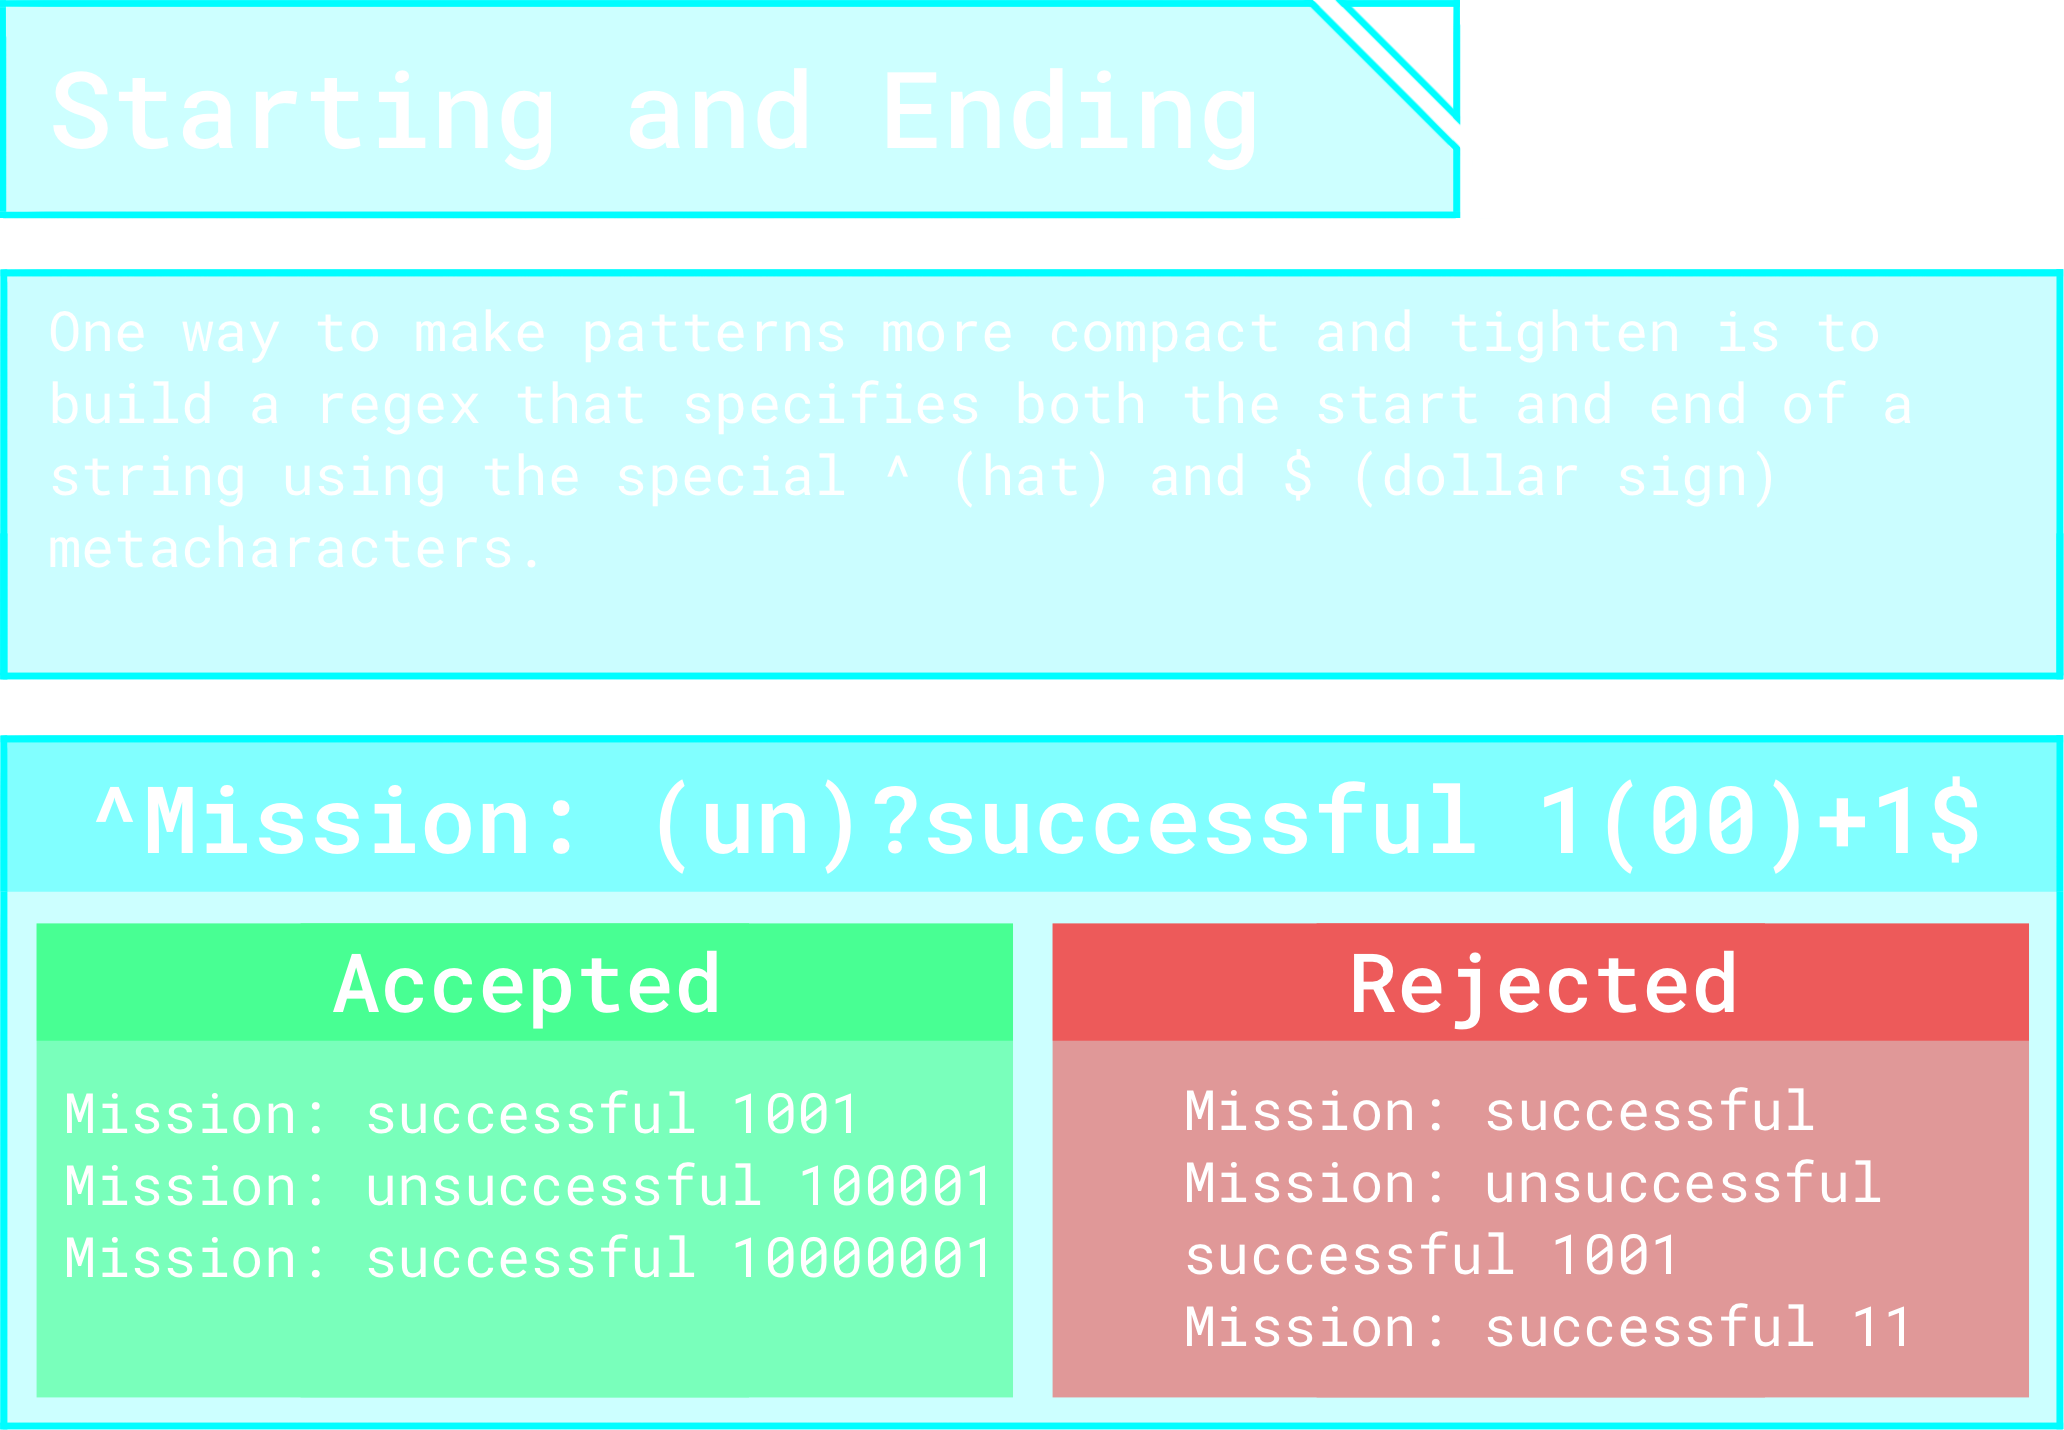 Starting and Ending
One way to make patterns more compact and tighten is to
build a regex that specifies both the start and end of a
string using the special ^ (hat) and $ (dollar sign)
metacharacters.
^Mission: (un)?successful 1(00)+1$
Accepted
Mission: successful 1001
Mission: unsuccessful 100001
Mission: successful 10000001
Rejected
Mission: successful
Mission: unsuccessful
successful 1001
Mission: successful 11